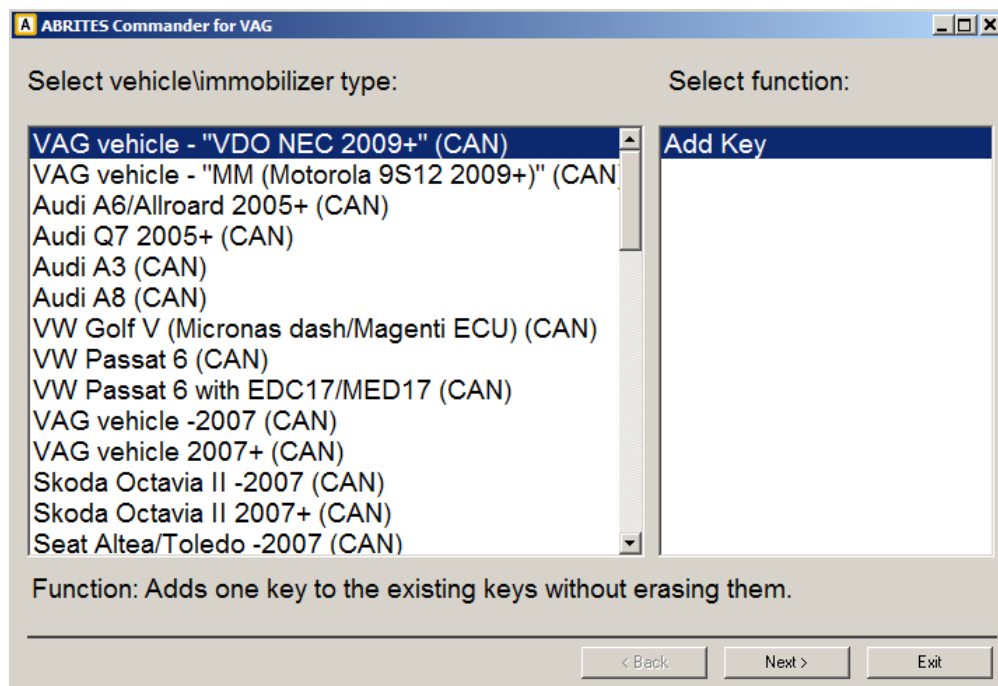 A ABRITES Commander for VAG
Select vehicle\immobilizer type:
Select function:
VAG vehicle - "VDO NEC 2009+" (CAN)
VAG vehicle - "MM (Motorola 9S12 2009+)" (CAN)
Audi A6/Allroard 2005+ (CAN)
Audi Q7 2005+ (CAN)
Audi A3 (CAN)
Audi A8 (CAN)
VW Golf V (Micronas dash/Magenti ECU) (CAN)
VW Passat 6 (CAN)
VW Passat 6 with EDC17/MED17 (CAN)
VAG vehicle -2007 (CAN)
VAG vehicle 2007+ (CAN)
Skoda Octavia II -2007 (CAN)
Skoda Octavia II 2007+ (CAN)
Seat Altea/Toledo -2007 (CAN)
Add Key
Function: Adds one key to the existing keys without erasing them.
< Back
Next >
Exit